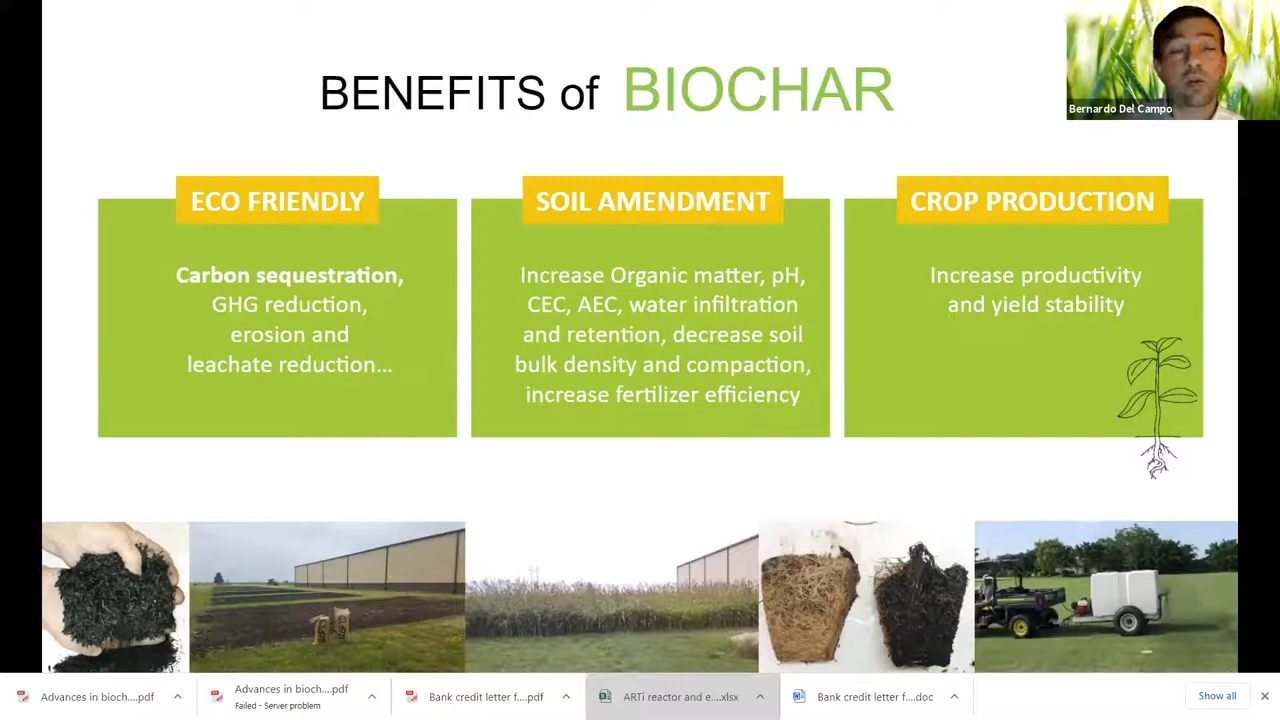 BENEFITS of BIOCHAR
Bernardo Del Campo
ECO FRIENDLY
Carbon sequestration,
GHG reduction,
erosion and
leachate reduction...
SOIL AMENDMENT
Increase Organic matter, pH,
CEC, AEC, water infiltration
and retention, decrease soil
bulk density and compaction,
increase fertilizer efficiency
CROP PRODUCTION
Increase productivity
and yield stability
Advances in bioch....pdf
Advances in bioch....pdf
Failed - Server problem
Bank credit letter f....pdf
ARTi reactor and e....xlsx
Bank credit letter f....doc
Show all